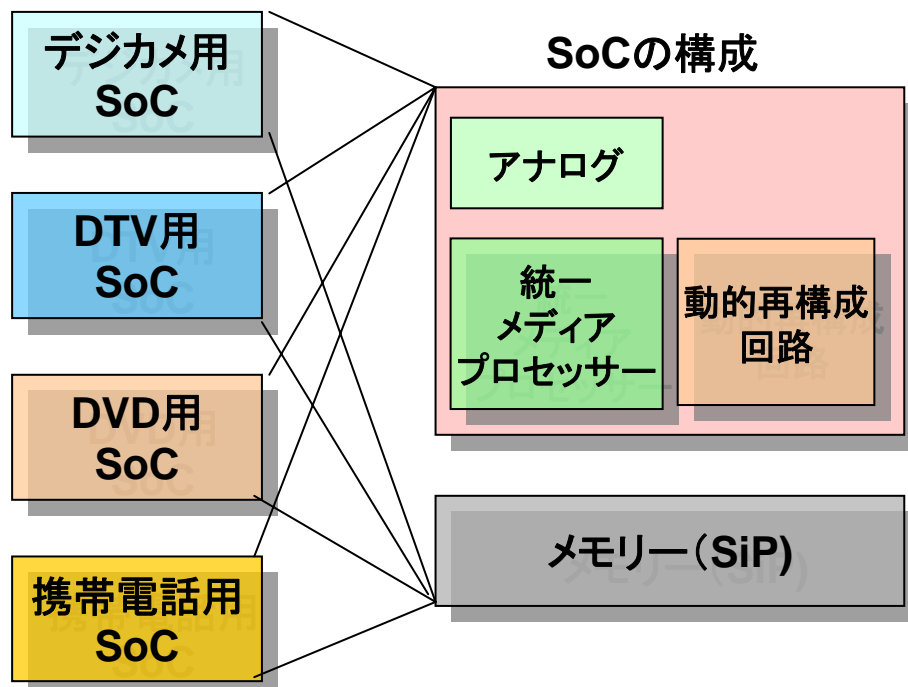 デジカメ用
SoC
DTV用
SoC
DVD用
SoC
携帯電話用
SoC
SoCの構成
アナログ
統一
メディア
プロセッサー
動的再構成
回路
メモリー（SiP)